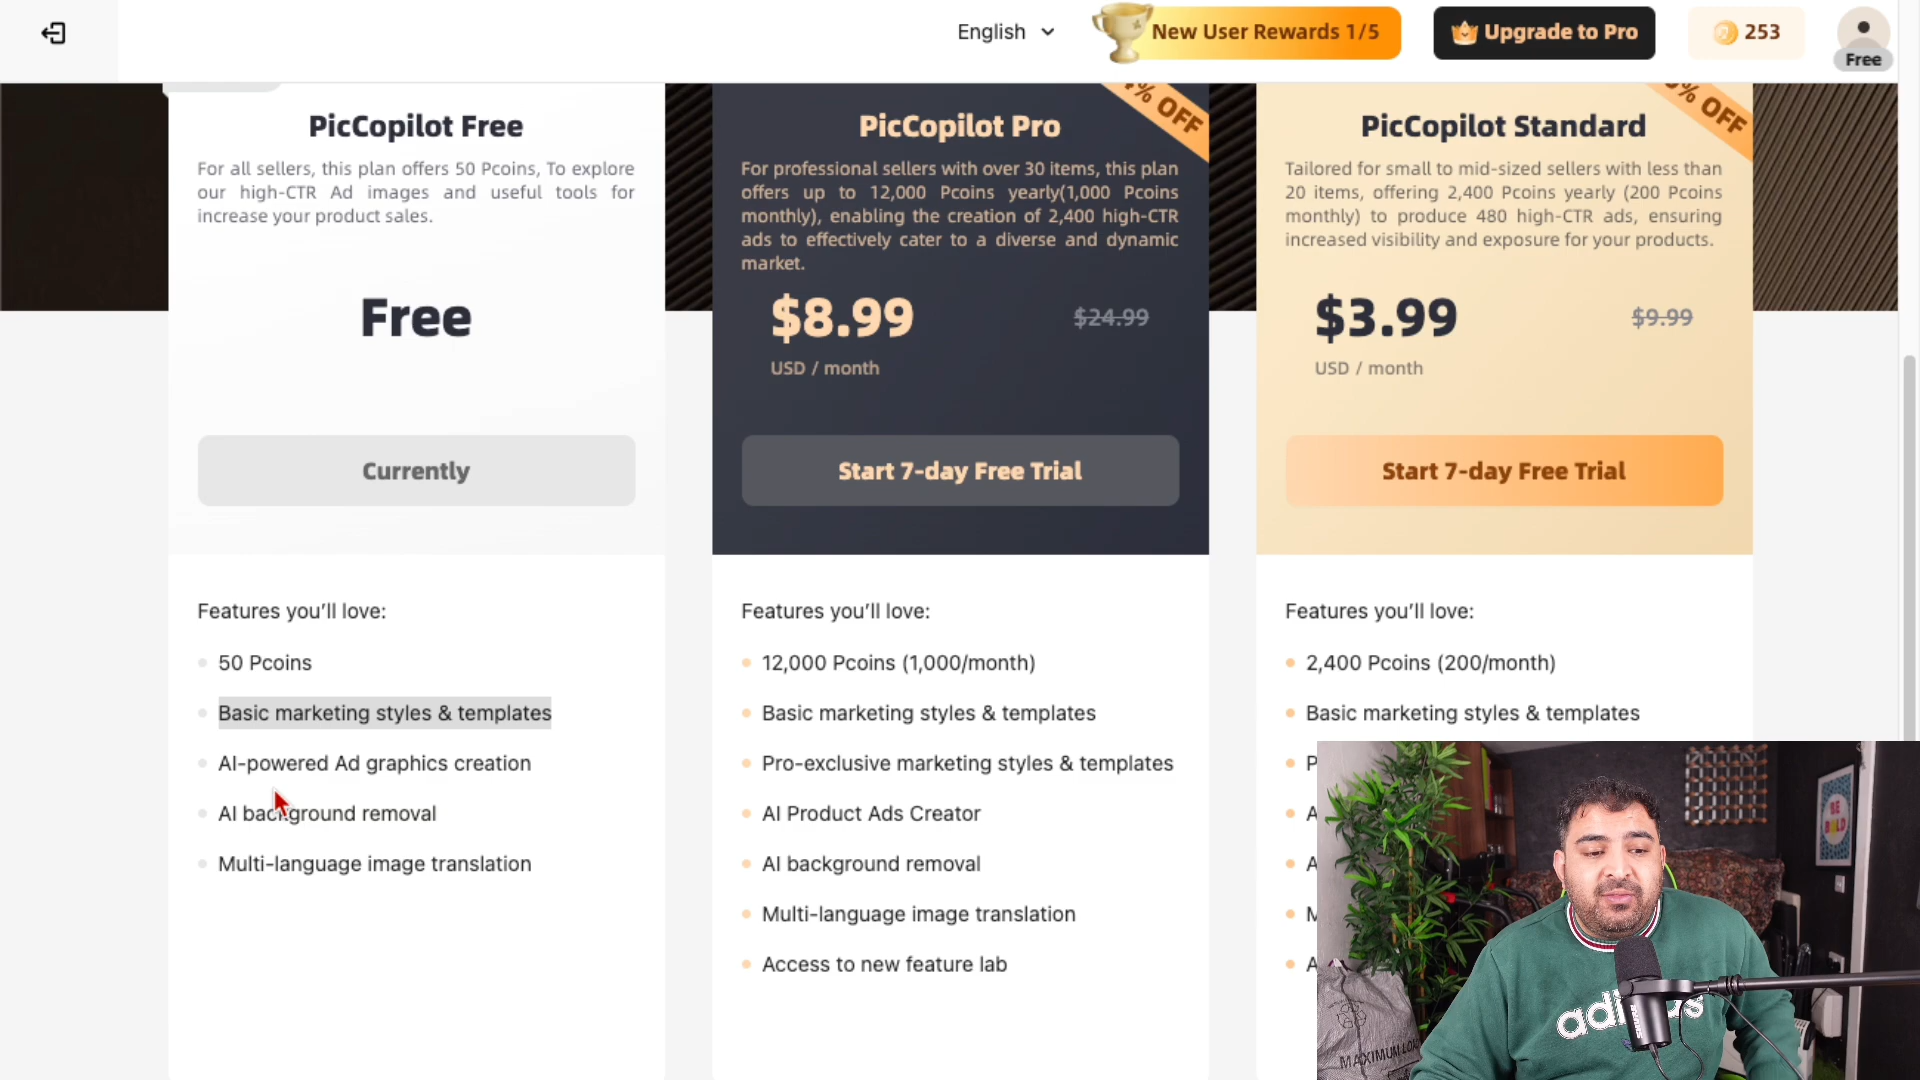 English
New User Rewards 1/5
Upgrade to Pro
253
Free
PicCopilot Free
For all sellers, this plan offers 50 Pcoins, To explore
our high-CTR Ad images and useful tools for
increase your product sales.
Free
Currently
Features you'll love:
50 Pcoins
Basic marketing styles & templates
AI-powered Ad graphics creation
AI background removal
Multi-language image translation
% OFF
PicCopilot Pro
For professional sellers with over 30 items, this plan
offers up to 12,000 Pcoins yearly(1,000 Pcoins
monthly), enabling the creation of 2,400 high-CTR
ads to effectively cater to a diverse and dynamic
market.
$8.99
$24.99
USD / month
Start 7-day Free Trial
Features you'll love:
12,000 Pcoins (1,000/month)
Basic marketing styles & templates
Pro-exclusive marketing styles & templates
AI Product Ads Creator
AI background removal
Multi-language image translation
Access to new feature lab
% OFF
PicCopilot Standard
Tailored for small to mid-sized sellers with less than
20 items, offering 2,400 Pcoins yearly (200 Pcoins
monthly) to produce 480 high-CTR ads, ensuring
increased visibility and exposure for your products.
$3.99
$9.99
USD / month
Start 7-day Free Trial
Features you'll love:
2,400 Pcoins (200/month)
Basic marketing styles & templates
BE
BOLD
adidas
MAXIMUM